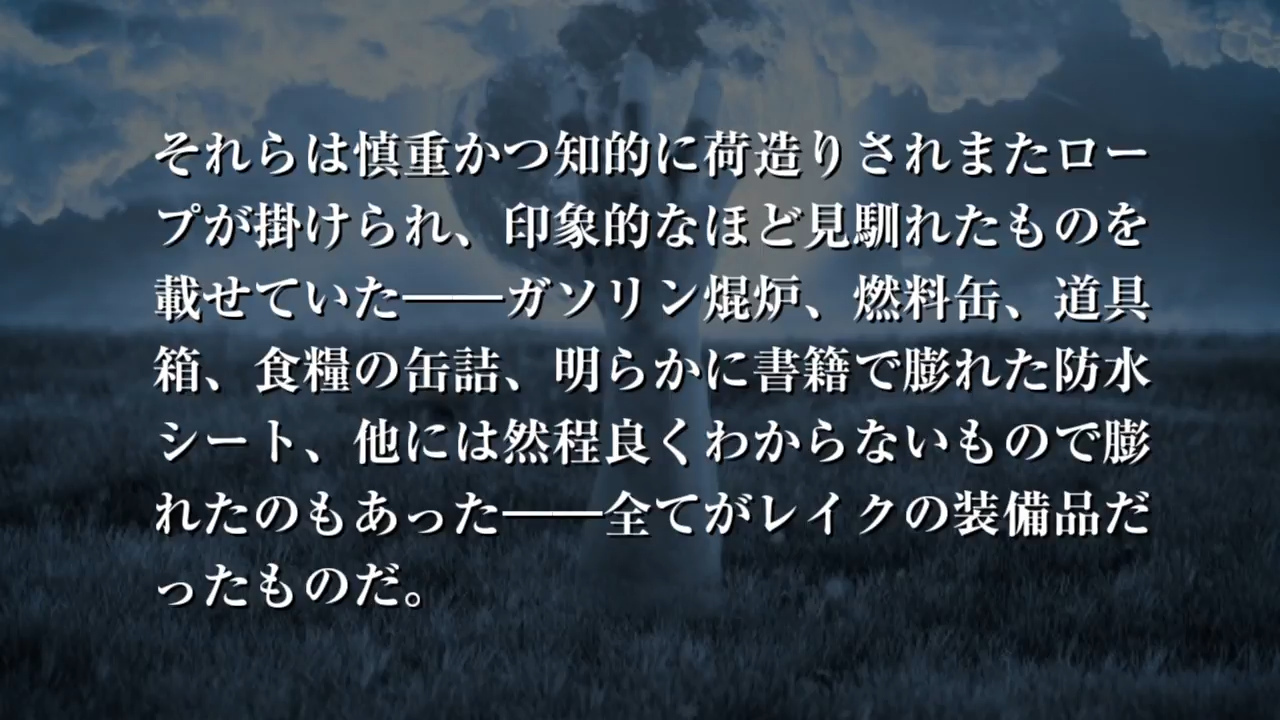 それらは慎重かつ知的に荷造りされまたロー
プが掛けられ、印象的なほど見馴れたものを
載せていた――ガソリン焜炉、燃料缶、道具
箱、食糧の缶詰、明らかに書籍で膨れた防水
シート、他には然程良くわからないもので膨
れたのもあった――全てがレイクの装備品だ
ったものだ。